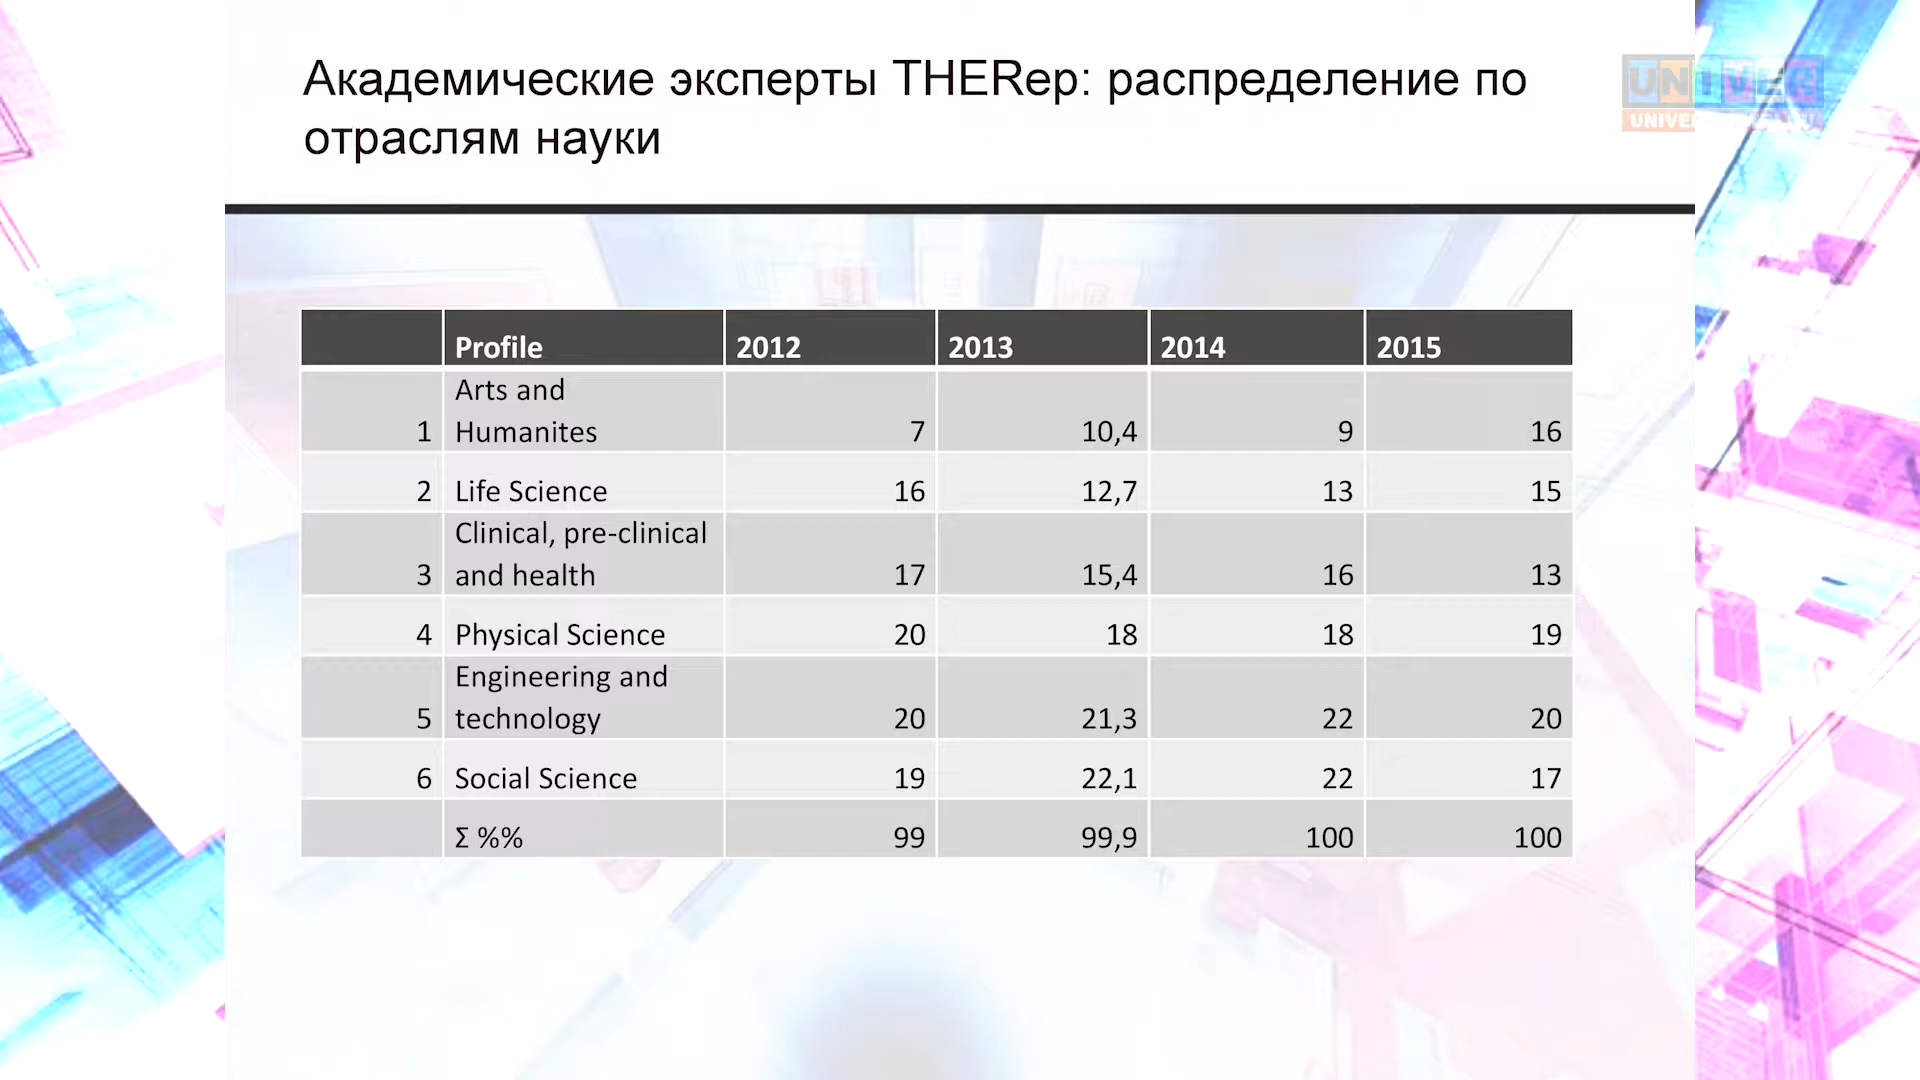 Академические эксперты THERep: распределение по
отраслям науки
UNIVER
Profile 2012 2013 2014 2015
Arts and
1 Humanites 7 10,4 9 16
2 Life Science 16 12,7 13 15
Clinical, pre-clinical
3 and health 17 15,4 16 13
4 Physical Science 20 18 18 19
Engineering and
5 technology 20 21,3 22 20
6 Social Science 19 22,1 22 17
Σ %% 99 99,9 100 100